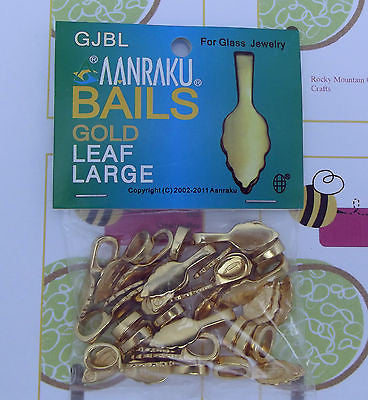 GJBL
For Glass Jewelry
® AANRAKU ®
BAILS
GOLD
LEAF
LARGE
Copyright (C) 2002-2011 Aanraku
®
Rocky Mountain
Crafts